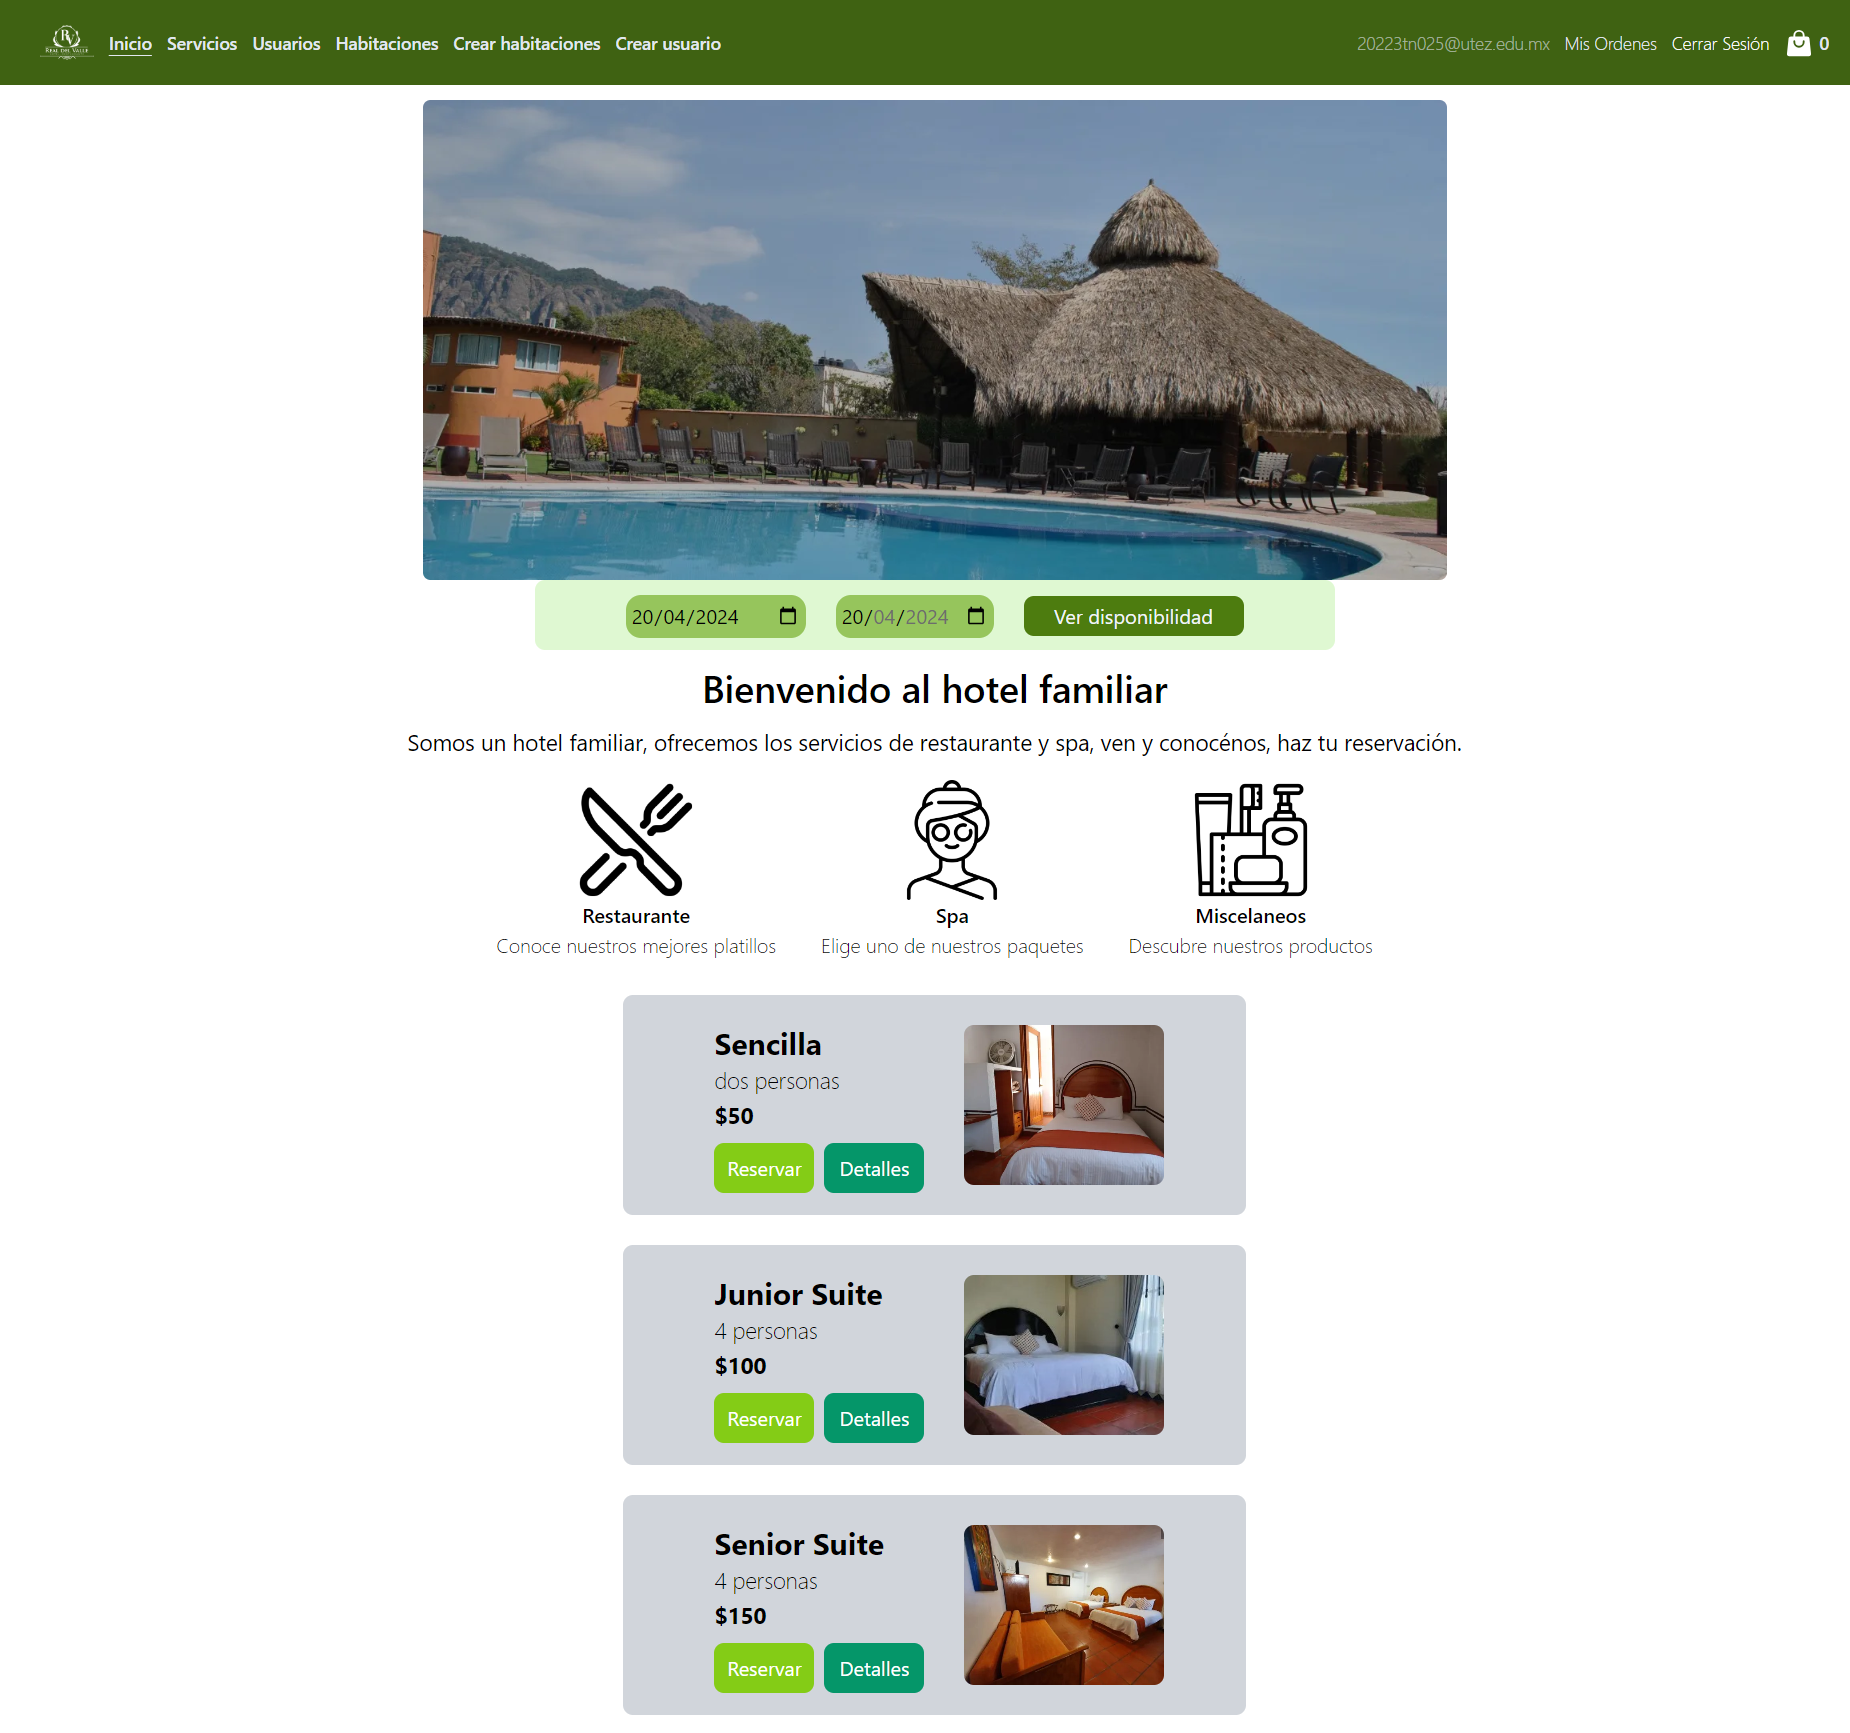 RV
REAL DEL VALLE
Inicio Servicios Usuarios Habitaciones Crear habitaciones Crear usuario
20223tn025@utez.edu.mx Mis Ordenes Cerrar Sesión 0
20/04/2024 20/04/2024 Ver disponibilidad
Bienvenido al hotel familiar
Somos un hotel familiar, ofrecemos los servicios de restaurante y spa, ven y conocénos, haz tu reservación.
Restaurante
Conoce nuestros mejores platillos
Spa
Elige uno de nuestros paquetes
Miscelaneos
Descubre nuestros productos
Sencilla
dos personas
$50
Reservar Detalles
Junior Suite
4 personas
$100
Reservar Detalles
Senior Suite
4 personas
$150
Reservar Detalles